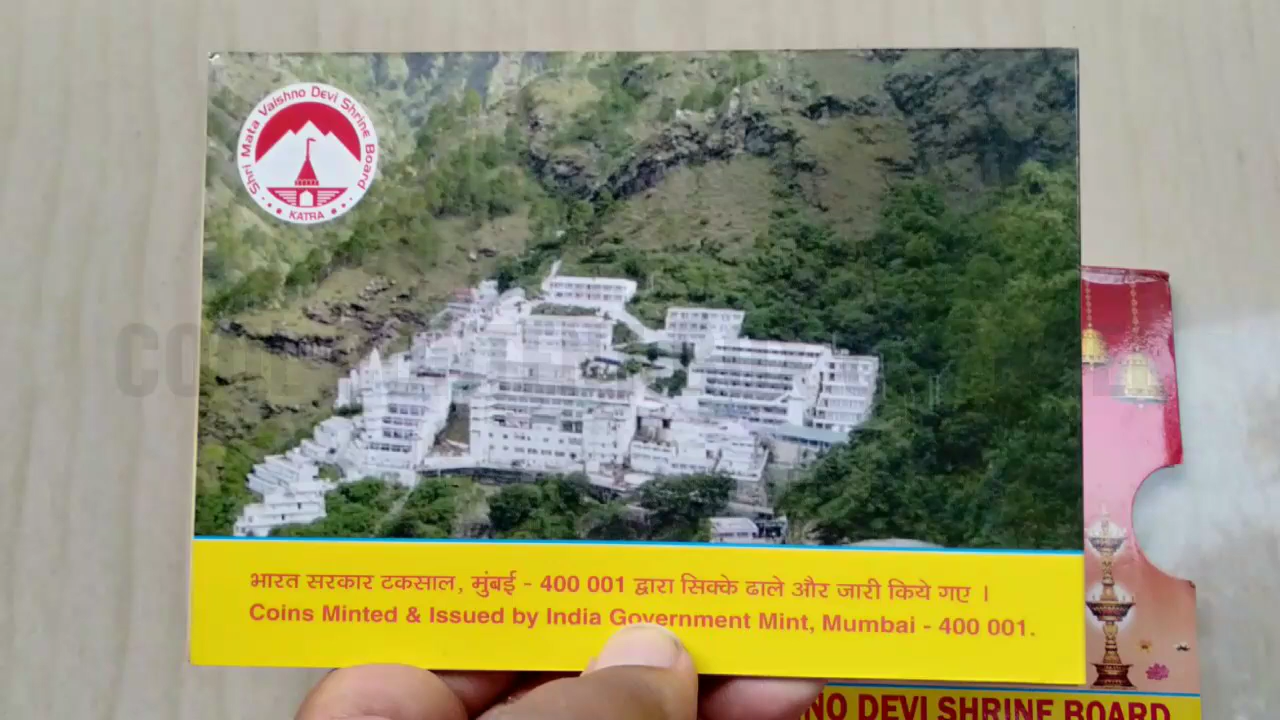 Shri Mata Vaishno Devi Shrine Board
KATRA
भारत सरकार टकसाल, मुंबई - 400 001 द्वारा सिक्के ढाले और जारी किये गए ।
Coins Minted & Issued by India Government Mint, Mumbai - 400 001.
DEVI SHRINE BOARD